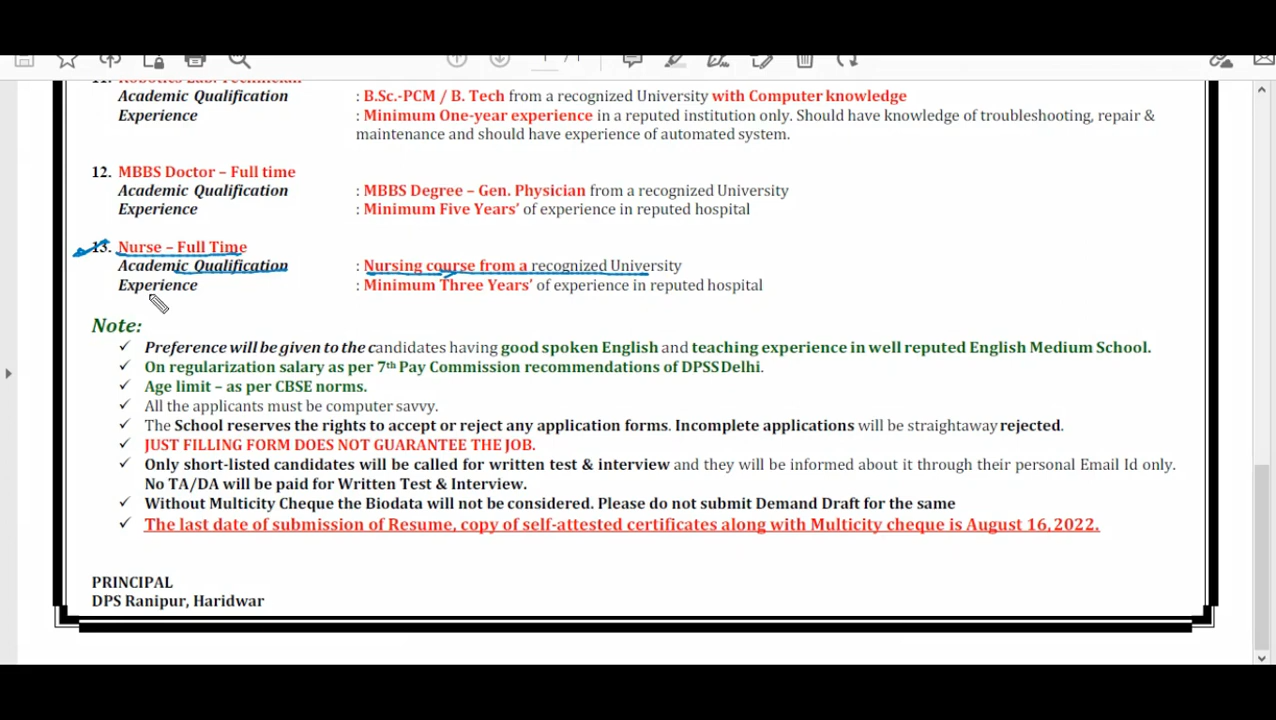 11. Robotics Lab. Technician
Academic Qualification : B.Sc.-PCM / B. Tech from a recognized University with Computer knowledge
Experience : Minimum One-year experience in a reputed institution only. Should have knowledge of troubleshooting, repair &
maintenance and should have experience of automated system.
12. MBBS Doctor – Full time
Academic Qualification : MBBS Degree – Gen. Physician from a recognized University
Experience : Minimum Five Years' of experience in reputed hospital
13. Nurse – Full Time
Academic Qualification : Nursing course from a recognized University
Experience : Minimum Three Years' of experience in reputed hospital
Note:
✓ Preference will be given to the candidates having good spoken English and teaching experience in well reputed English Medium School.
✓ On regularization salary as per 7th Pay Commission recommendations of DPSS Delhi.
✓ Age limit – as per CBSE norms.
✓ All the applicants must be computer savvy.
✓ The School reserves the rights to accept or reject any application forms. Incomplete applications will be straightaway rejected.
✓ JUST FILLING FORM DOES NOT GUARANTEE THE JOB.
✓ Only short-listed candidates will be called for written test & interview and they will be informed about it through their personal Email Id only.
No TA/DA will be paid for Written Test & Interview.
✓ Without Multicity Cheque the Biodata will not be considered. Please do not submit Demand Draft for the same
✓ The last date of submission of Resume, copy of self-attested certificates along with Multicity cheque is August 16, 2022.
PRINCIPAL
DPS Ranipur, Haridwar